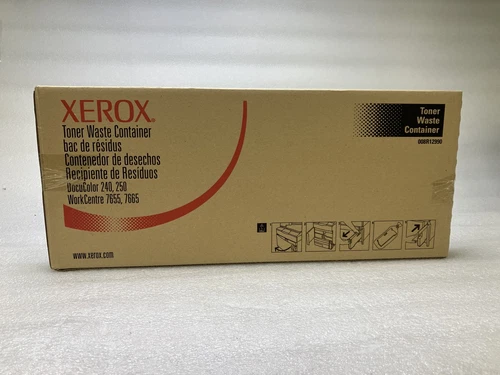 XEROX®
Toner Waste Container
bac de résidus
Contenedor de desechos
Recipiente de Residuos
DocuColor 240, 250
WorkCentre 7655, 7665
www.xerox.com
Toner
Waste
Container
008R12990